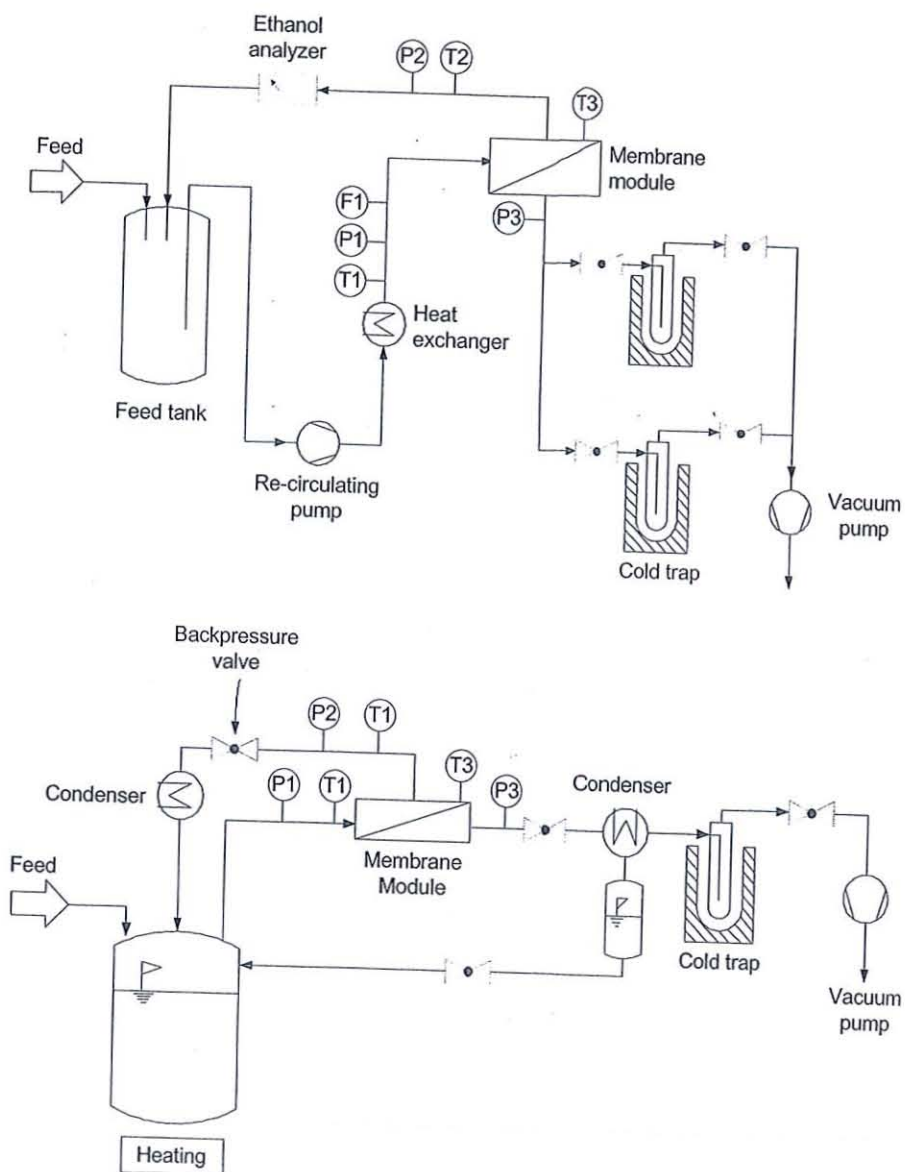 Ethanol
analyzer
P2
T2
T3
Feed
Membrane
module
F1
P3
P1
T1
Heat
exchanger
Feed tank
Re-circulating
pump
Vacuum
pump
Cold trap
Backpressure
valve
P2
T1
T3
Condenser
P1
T1
P3
Condenser
Membrane
Module
Feed
Cold trap
Vacuum
pump
Heating